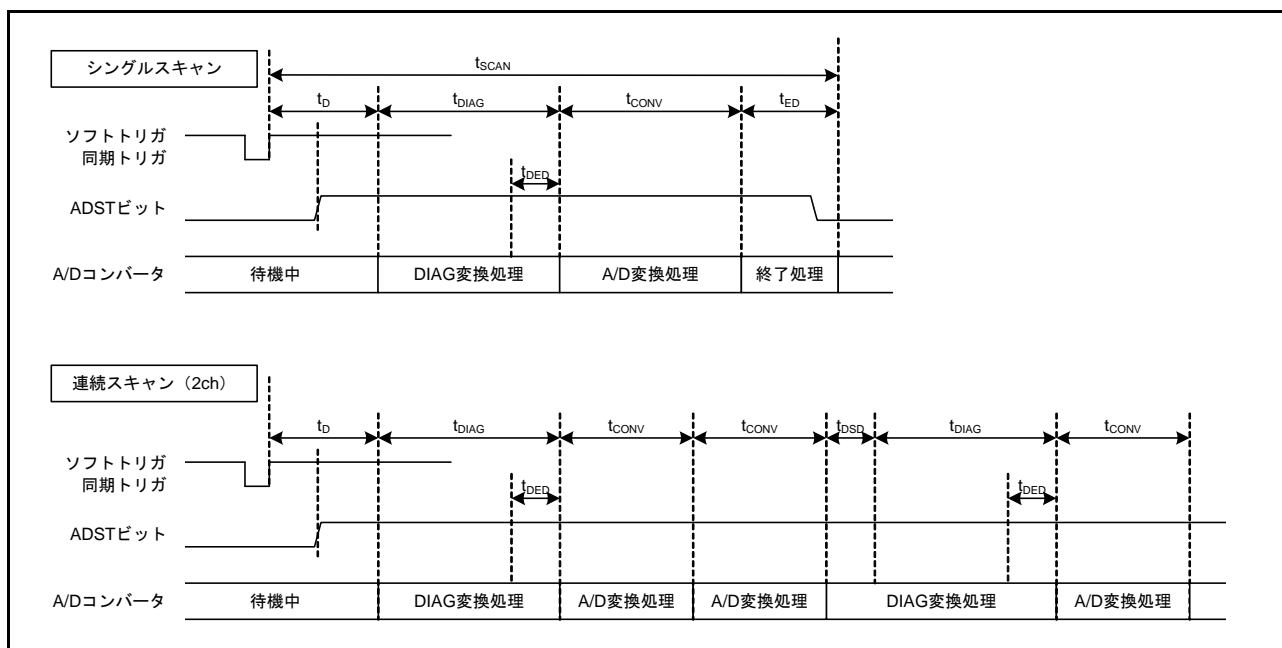 シングルスキャン
tSCAN
tD tDIAG tCONV tED
ソフトトリガ
同期トリガ
tDED
ADSTビット
A/Dコンバータ 待機中 DIAG変換処理 A/D変換処理 終了処理
連続スキャン（2ch）
tD tDIAG tCONV tCONV tDSD tDIAG tCONV
ソフトトリガ
同期トリガ
tDED tDED
ADSTビット
A/Dコンバータ 待機中 DIAG変換処理 A/D変換処理 A/D変換処理 DIAG変換処理 A/D変換処理